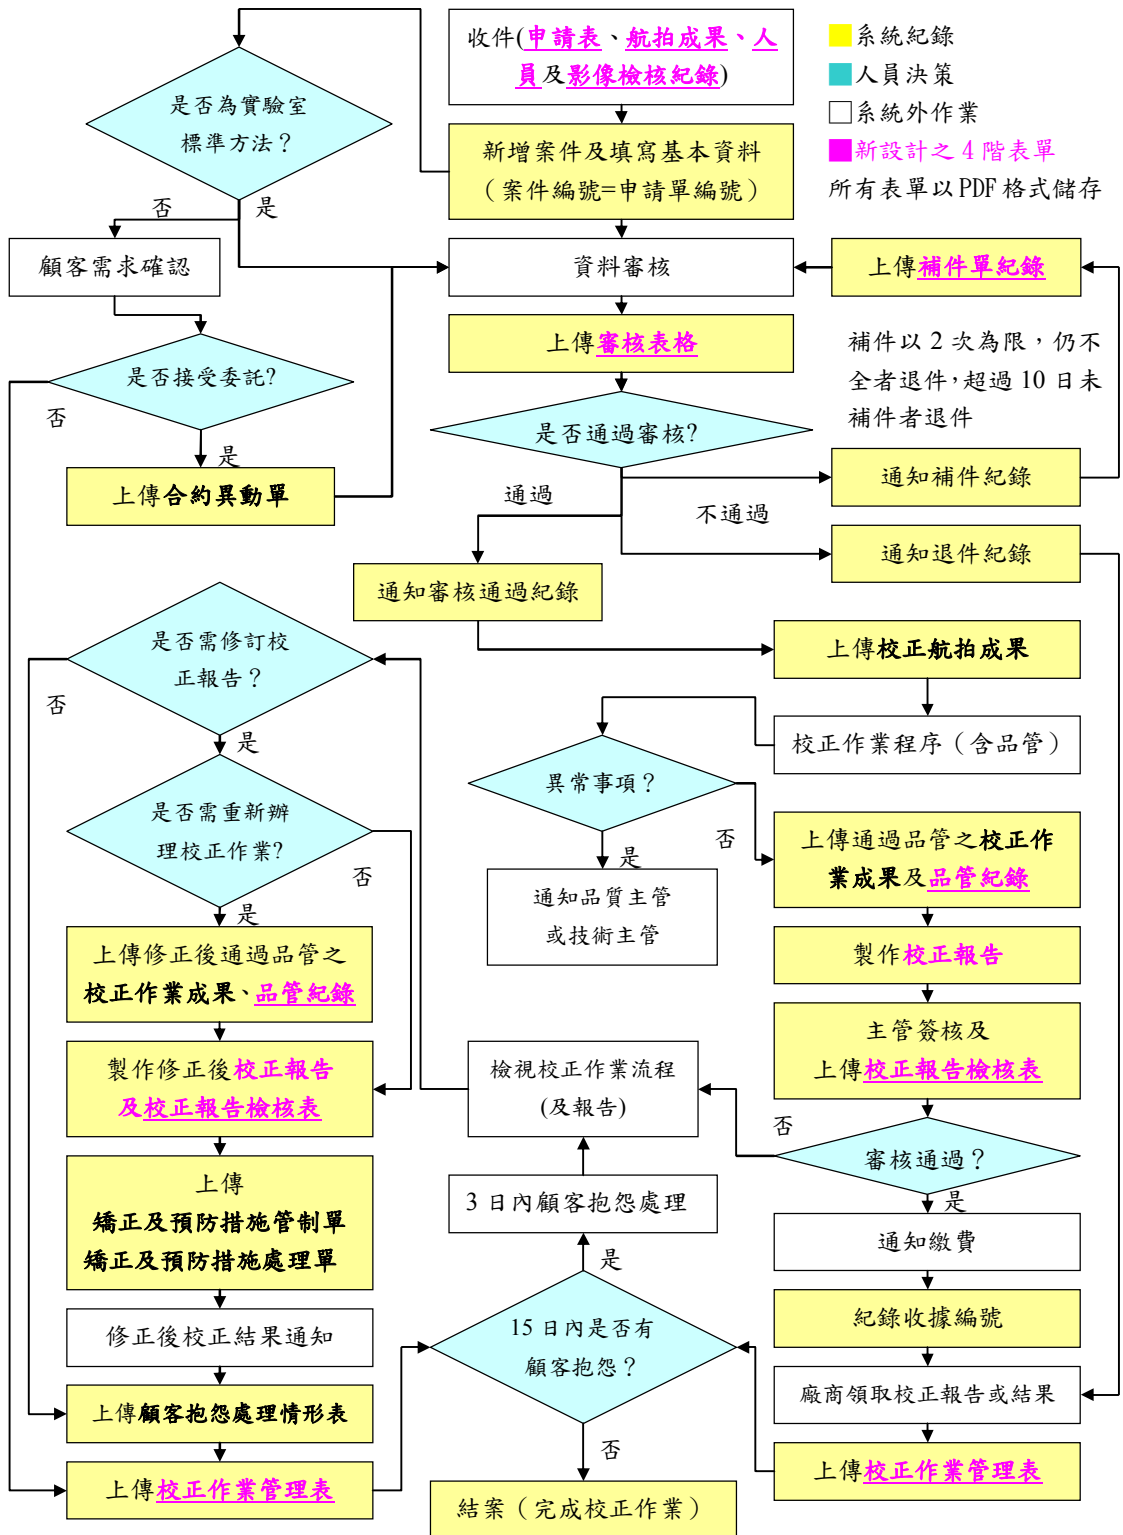 收件(申請表、航拍成果、人
員及影像檢核紀錄)
系統紀錄
人員決策
系統外作業
新設計之 4 階表單
所有表單以 PDF 格式儲存
是否為實驗室
標準方法？
新增案件及填寫基本資料
（案件編號=申請單編號）
否
是
顧客需求確認
資料審核
上傳補件單紀錄
上傳審核表格
補件以 2 次為限，仍不
全者退件，超過 10 日未
補件者退件
是否接受委託?
否
是
是否通過審核?
上傳合約異動單
通過
不通過
通知補件紀錄
通知退件紀錄
通知審核通過紀錄
是否需修訂校
正報告？
否
是
上傳校正航拍成果
校正作業程序（含品管）
異常事項？
否
是
是否需重新辦
理校正作業?
否
是
通知品質主管
或技術主管
上傳通過品管之校正作
業成果及品管紀錄
製作校正報告
上傳修正後通過品管之
校正作業成果、品管紀錄
主管簽核及
上傳校正報告檢核表
製作修正後校正報告
及校正報告檢核表
檢視校正作業流程
(及報告)
否
審核通過？
是
上傳
矯正及預防措施管制單
矯正及預防措施處理單
3 日內顧客抱怨處理
是
通知繳費
修正後校正結果通知
15 日內是否有
顧客抱怨？
紀錄收據編號
上傳顧客抱怨處理情形表
廠商領取校正報告或結果
否
上傳校正作業管理表
上傳校正作業管理表
結案（完成校正作業）